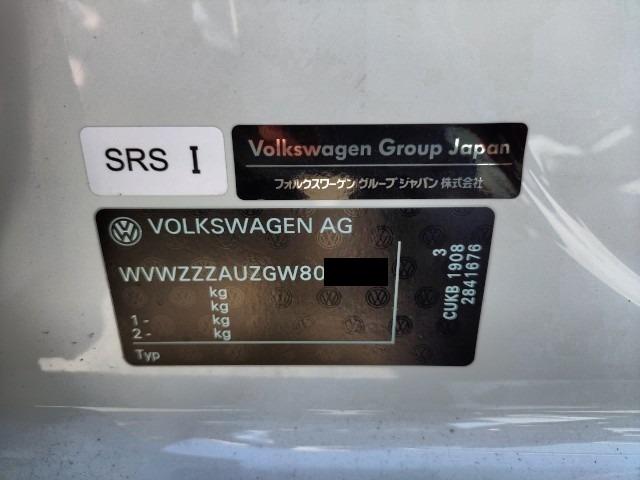 SRS I
Volkswagen Group Japan
フォルクスワーゲン グループ ジャパン 株式会社
VOLKSWAGEN AG
WVWZZZAUZGW80
kg
kg
1 - kg
2 - kg
Typ
3
CUKB 1908
2841676